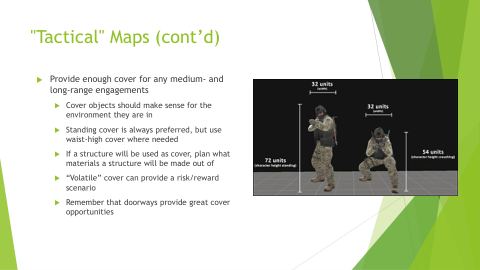 "Tactical" Maps (cont’d)
Provide enough cover for any medium- and
long-range engagements
Cover objects should make sense for the
environment they are in
Standing cover is always preferred, but use
waist-high cover where needed
If a structure will be used as cover, plan what
materials a structure will be made out of
“Volatile” cover can provide a risk/reward
scenario
Remember that doorways provide great cover
opportunities
32 units
(width)
32 units
(width)
72 units
(character height standing)
54 units
(character height crouching)